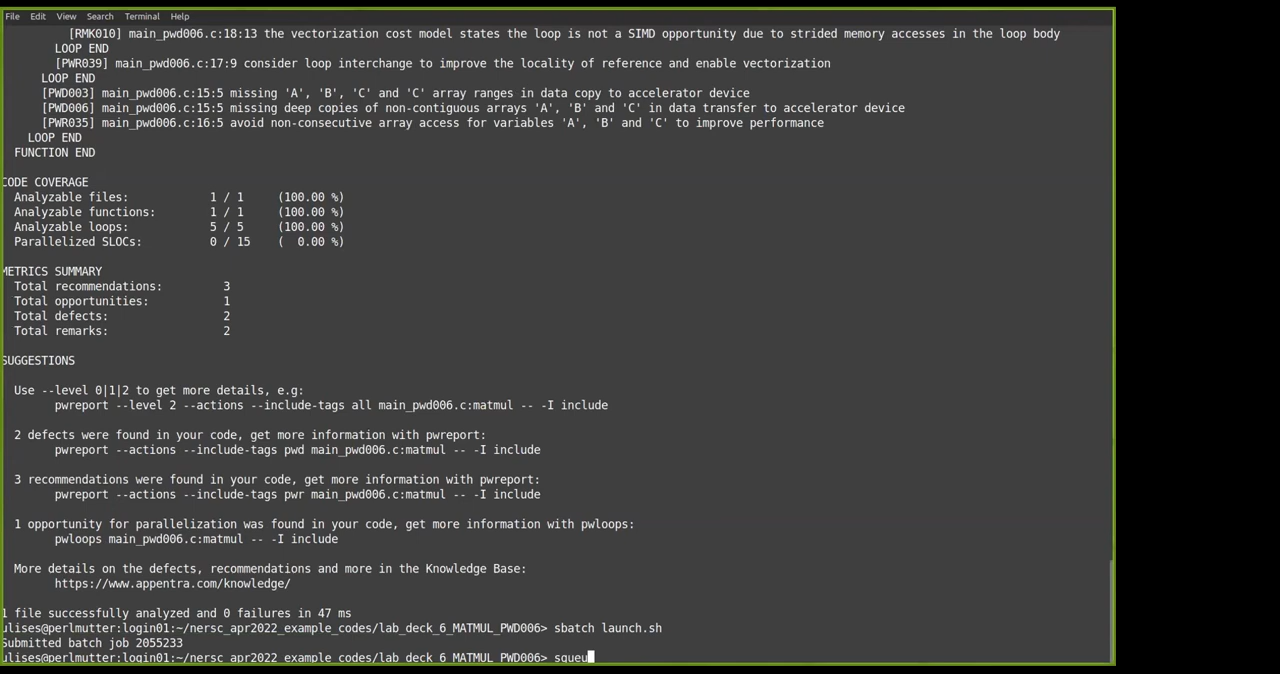 File Edit View Search Terminal Help
[RMK010] main_pwd006.c:18:13 the vectorization cost model states the loop is not a SIMD opportunity due to strided memory accesses in the loop body
LOOP END
[PWR039] main_pwd006.c:17:9 consider loop interchange to improve the locality of reference and enable vectorization
LOOP END
[PWD003] main_pwd006.c:15:5 missing 'A', 'B', 'C' and 'C' array ranges in data copy to accelerator device
[PWD006] main_pwd006.c:15:5 missing deep copies of non-contiguous arrays 'A', 'B' and 'C' in data transfer to accelerator device
[PWR035] main_pwd006.c:16:5 avoid non-consecutive array access for variables 'A', 'B' and 'C' to improve performance
LOOP END
FUNCTION END
CODE COVERAGE
Analyzable files: 1 / 1 (100.00 %)
Analyzable functions: 1 / 1 (100.00 %)
Analyzable loops: 5 / 5 (100.00 %)
Parallelized SLOCs: 0 / 15 ( 0.00 %)
METRICS SUMMARY
Total recommendations: 3
Total opportunities: 1
Total defects: 2
Total remarks: 2
SUGGESTIONS
Use --level 0|1|2 to get more details, e.g:
pwreport --level 2 --actions --include-tags all main_pwd006.c:matmul -- -I include
2 defects were found in your code, get more information with pwreport:
pwreport --actions --include-tags pwd main_pwd006.c:matmul -- -I include
3 recommendations were found in your code, get more information with pwreport:
pwreport --actions --include-tags pwr main_pwd006.c:matmul -- -I include
1 opportunity for parallelization was found in your code, get more information with pwloops:
pwloops main_pwd006.c:matmul -- -I include
More details on the defects, recommendations and more in the Knowledge Base:
https://www.appentra.com/knowledge/
1 file successfully analyzed and 0 failures in 47 ms
ulises@perlmutter:login01:~/nersc_apr2022_example_codes/lab_deck_6_MATMUL_PWD006> sbatch launch.sh
Submitted batch job 2055233
ulises@perlmutter:login01:~/nersc_apr2022_example_codes/lab_deck_6_MATMUL_PWD006> squeu